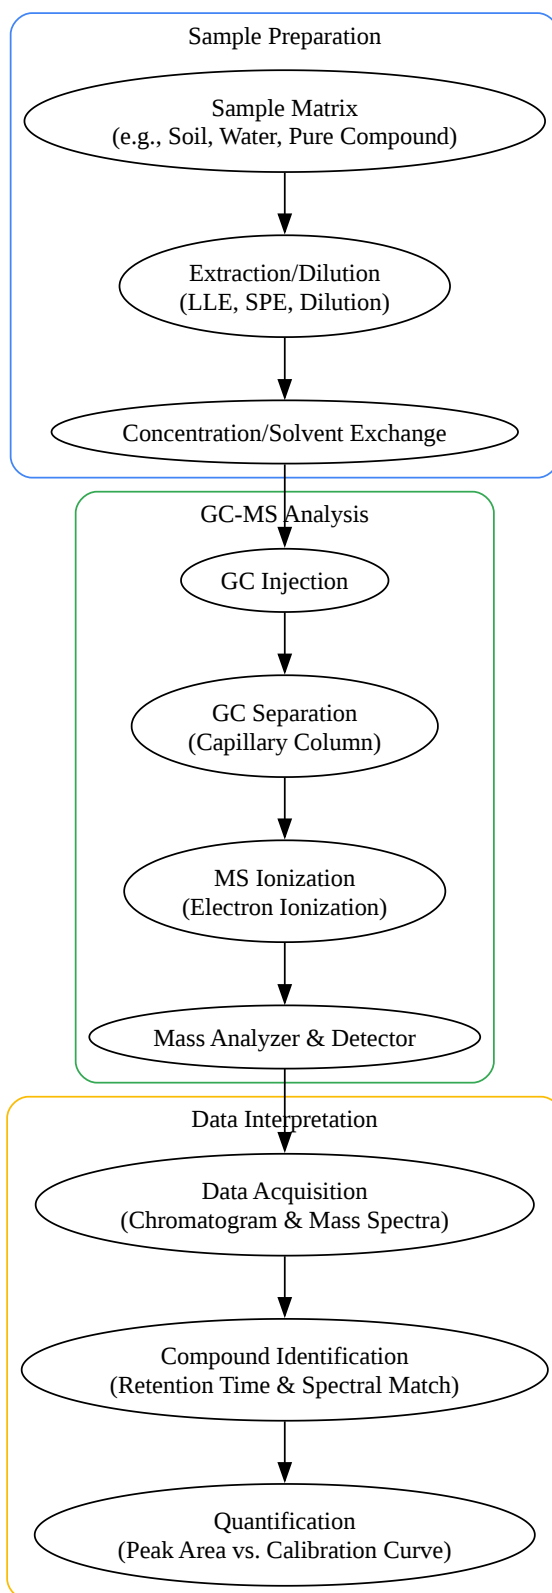 Sample Preparation
Sample Matrix
(e.g., Soil, Water, Pure Compound)
Extraction/Dilution
(LLE, SPE, Dilution)
Concentration/Solvent Exchange
GC-MS Analysis
GC Injection
GC Separation
(Capillary Column)
MS Ionization
(Electron Ionization)
Mass Analyzer & Detector
Data Interpretation
Data Acquisition
(Chromatogram & Mass Spectra)
Compound Identification
(Retention Time & Spectral Match)
Quantification
(Peak Area vs. Calibration Curve)